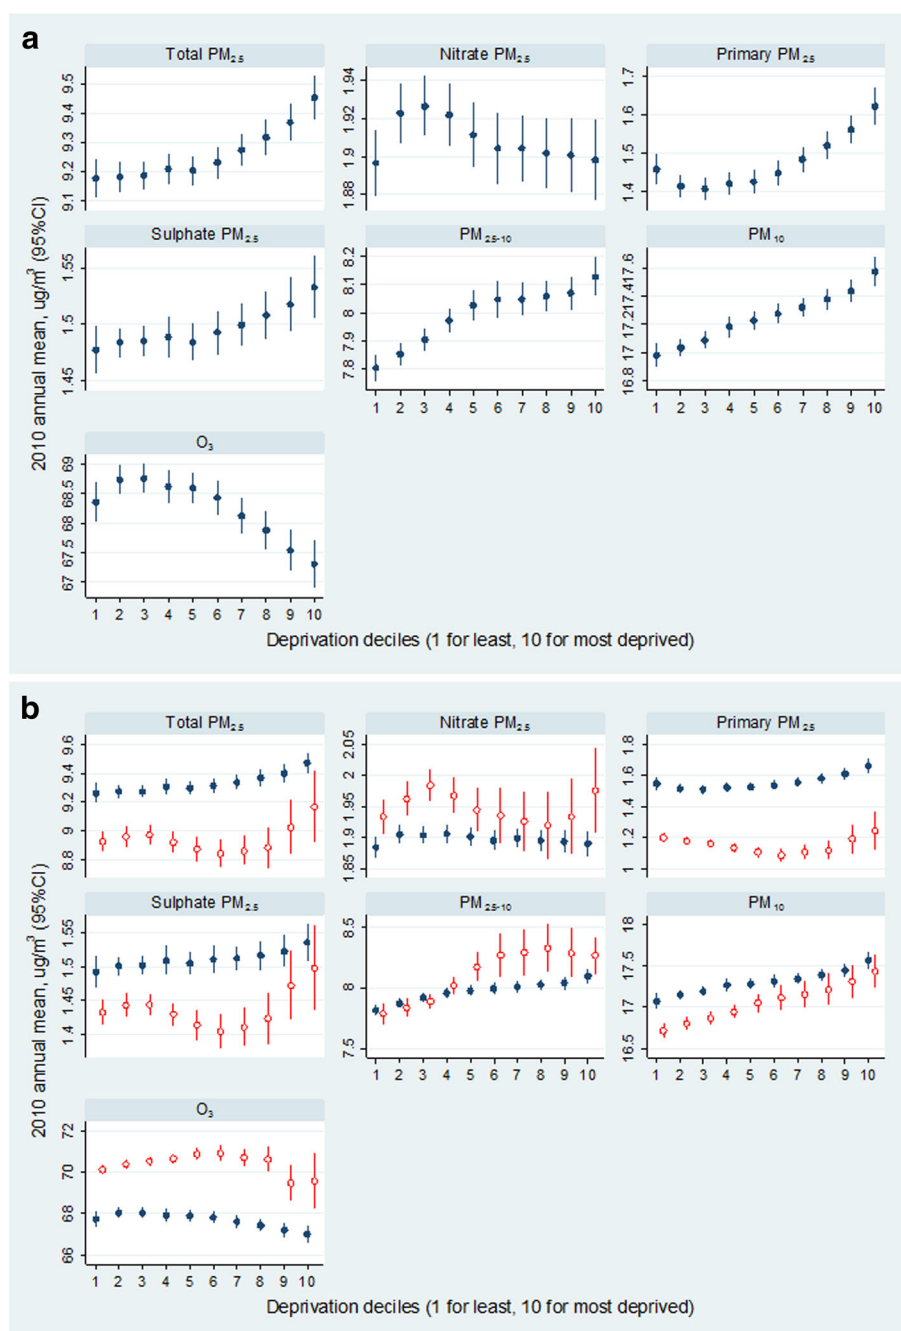 a
2010 annual mean, ug/m³ (95%CI)
Total PM₂.₅
9.1 9.2 9.3 9.4 9.5
Nitrate PM₂.₅
1.88 1.9 1.92 1.94
Primary PM₂.₅
1.4 1.5 1.6 1.7
Sulphate PM₂.₅
1.45 1.5 1.55
PM₂.₅₋₁₀
7.8 7.9 8 8.1 8.2
1 2 3 4 5 6 7 8 9 10
PM₁₀
16.8 17 17.2 17.4 17.6
1 2 3 4 5 6 7 8 9 10
O₃
67 67.5 68 68.5 69
1 2 3 4 5 6 7 8 9 10
Deprivation deciles (1 for least, 10 for most deprived)
b
2010 annual mean, ug/m³ (95%CI)
Total PM₂.₅
8.8 9 9.2 9.4 9.6
Nitrate PM₂.₅
1.85 1.9 1.95 2 2.05
Primary PM₂.₅
1 1.2 1.4 1.6 1.8
Sulphate PM₂.₅
1.4 1.45 1.5 1.55
PM₂.₅₋₁₀
7.5 8 8.5
1 2 3 4 5 6 7 8 9 10
PM₁₀
16.5 17 17.5 18
1 2 3 4 5 6 7 8 9 10
O₃
66 68 70 72
1 2 3 4 5 6 7 8 9 10
Deprivation deciles (1 for least, 10 for most deprived)